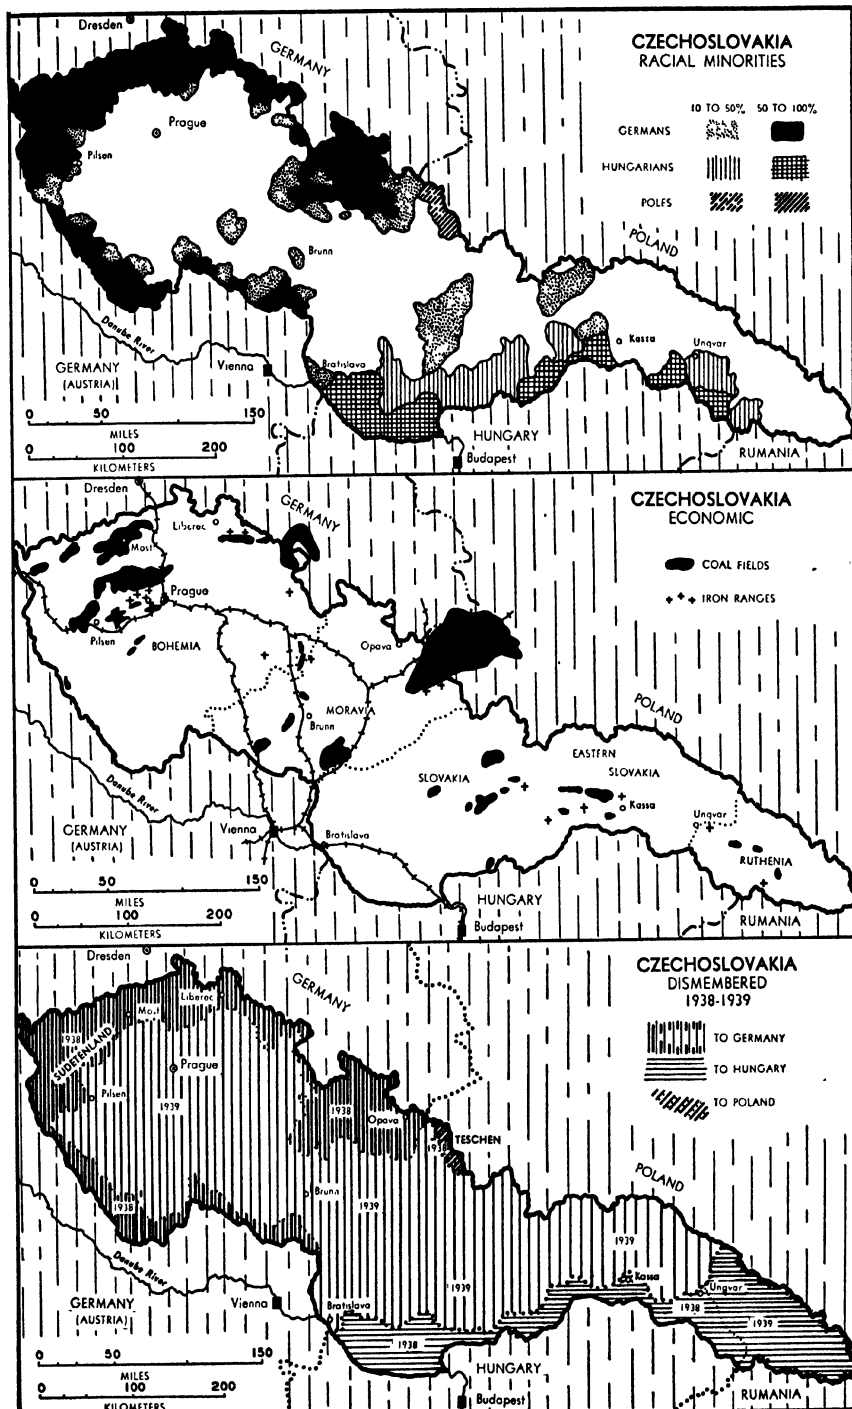 Dresden
GERMANY
CZECHOSLOVAKIA
RACIAL MINORITIES
10 TO 50%
50 TO 100%
GERMANS
HUNGARIANS
POLES
Prague
Pilsen
Brunn
POLAND
Danube River
GERMANY
(AUSTRIA)
Vienna
Bratislava
Kassa
Ungvar
0 50 150
MILES
0 100 200
KILOMETERS
HUNGARY
Budapest
RUMANIA
Dresden
GERMANY
CZECHOSLOVAKIA
ECONOMIC
COAL FIELDS
IRON RANGES
Liberec
Most
Prague
Pilsen
BOHEMIA
Opava
MORAVIA
Brunn
POLAND
EASTERN
SLOVAKIA
SLOVAKIA
Kassa
Ungvar
RUTHENIA
Danube River
GERMANY
(AUSTRIA)
Vienna
Bratislava
0 50 150
MILES
0 100 200
KILOMETERS
HUNGARY
Budapest
RUMANIA
Dresden
GERMANY
CZECHOSLOVAKIA
DISMEMBERED
1938-1939
TO GERMANY
TO HUNGARY
TO POLAND
Liberec
Most
1938
SUDETENLAND
Prague
Pilsen
1939
1938
Opava
TESCHEN
1938
Brunn
1938
1939
POLAND
1939
1939
Kassa
Ungvar
1938
1939
Danube River
GERMANY
(AUSTRIA)
Vienna
Bratislava
1938
0 50 150
MILES
0 100 200
KILOMETERS
HUNGARY
Budapest
RUMANIA